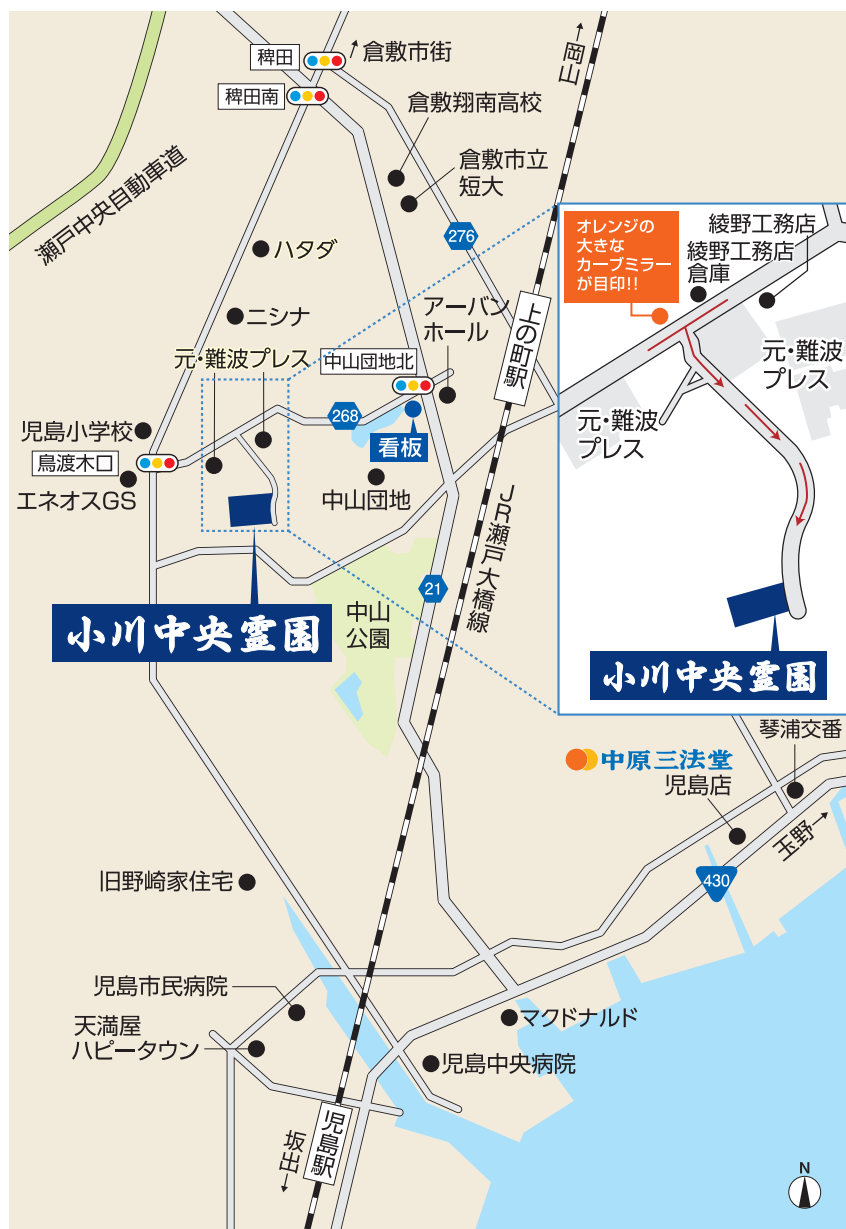 稗田
↗倉敷市街
稗田南
←岡山
倉敷翔南高校
倉敷市立
短大
瀬戸中央自動車道
276
ハタダ
ニシナ
アーバン
ホール
上の町駅
元・難波プレス
中山団地北
268
看板
児島小学校
鳥渡木口
エネオスGS
中山団地
JR瀬戸大橋線
21
中山
公園
小川中央霊園
オレンジの
大きな
カーブミラー
が目印!!
綾野工務店
綾野工務店
倉庫
元・難波
プレス
元・難波
プレス
小川中央霊園
琴浦交番
中原三法堂
児島店
玉野→
430
旧野崎家住宅
児島市民病院
天満屋
ハピータウン
マクドナルド
児島中央病院
児島駅
坂出→
N